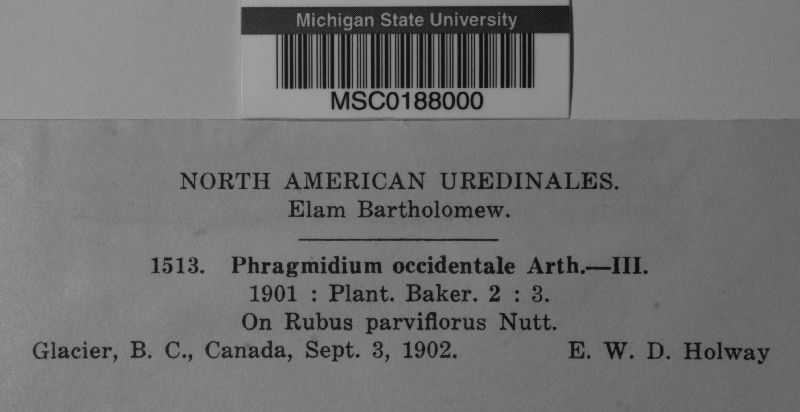 Michigan State University
MSC0188000
NORTH AMERICAN UREDINALES.
Elam Bartholomew.
1513. Phragmidium occidentale Arth.—III.
1901 : Plant. Baker. 2 : 3.
On Rubus parviflorus Nutt.
Glacier, B. C., Canada, Sept. 3, 1902. E. W. D. Holway